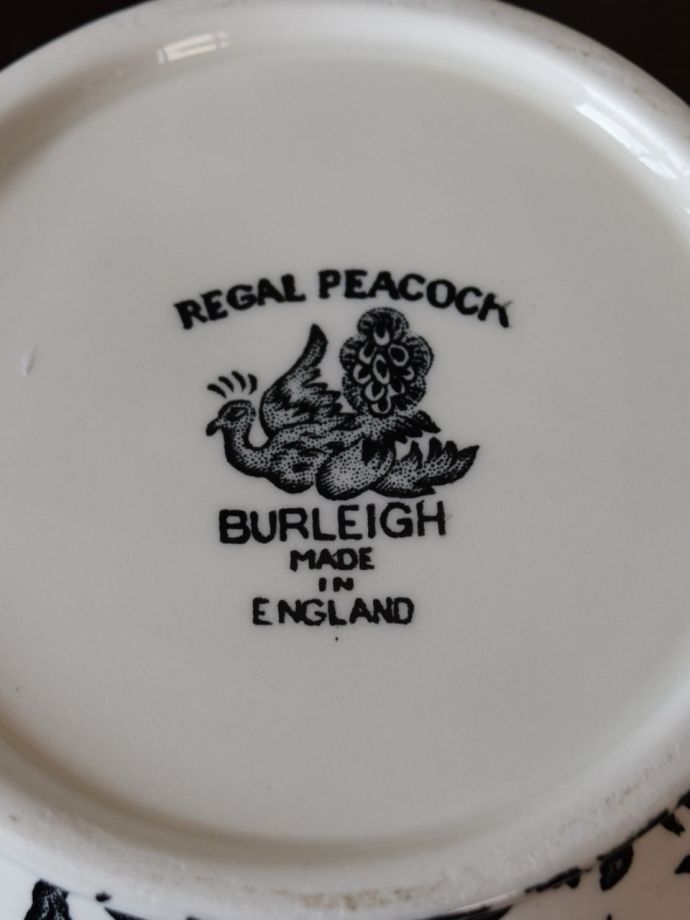 REGAL PEACOCK
BURLEIGH
MADE
IN
ENGLAND